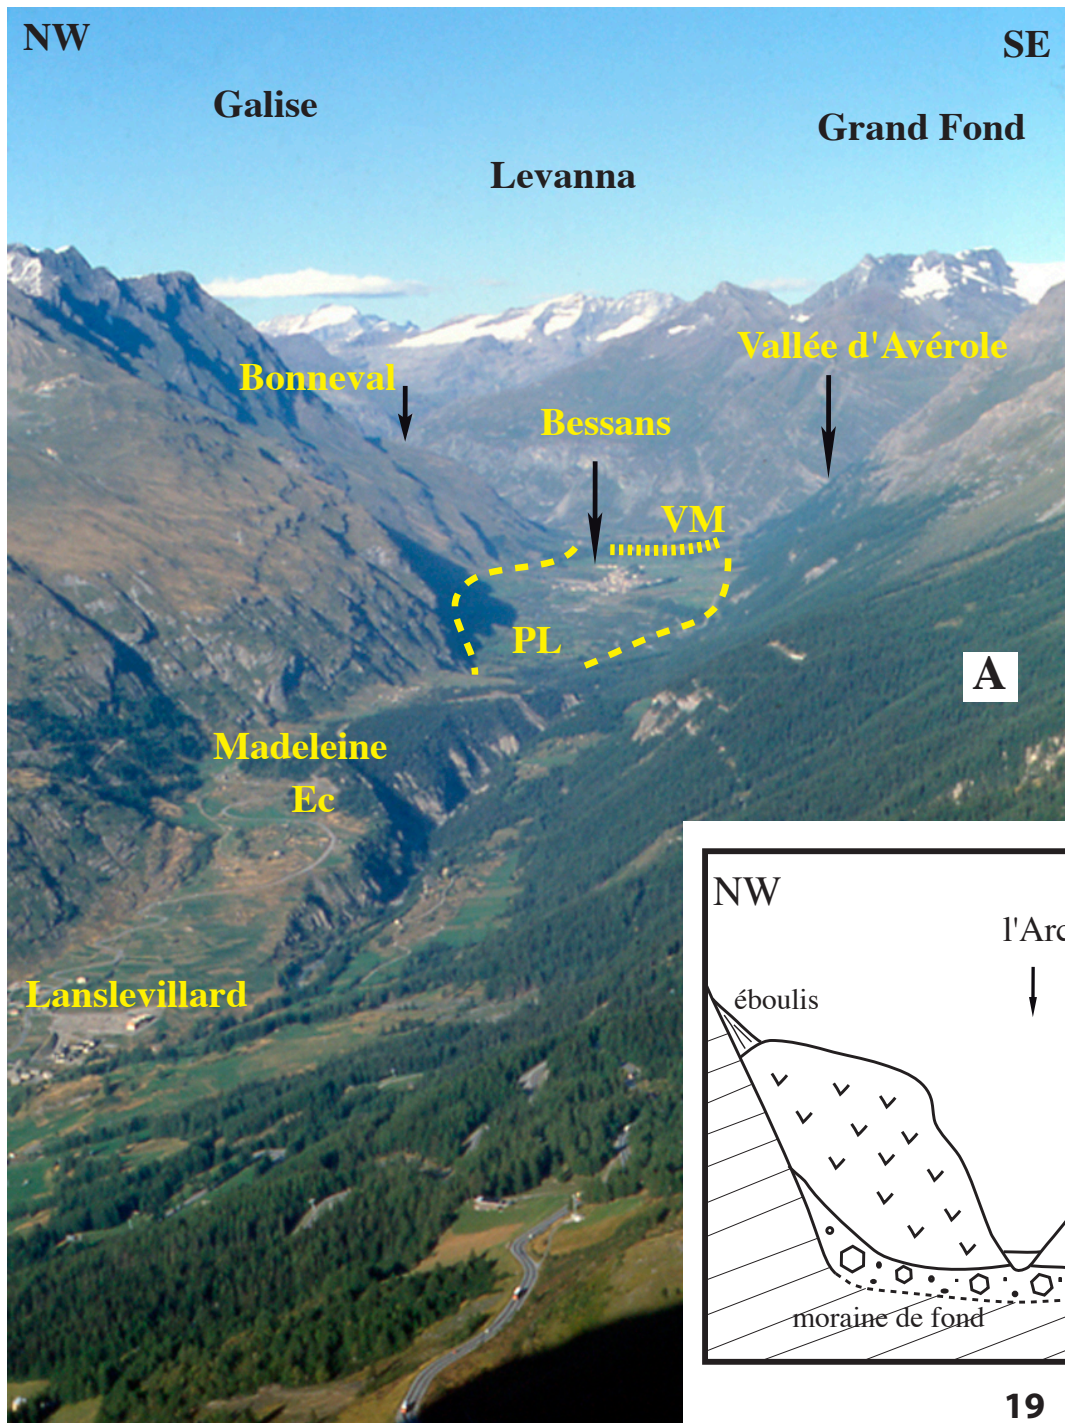 NW
SE
Galise
Grand Fond
Levanna
Vallée d'Avérole
Bonneval
Bessans
VM
PL
A
Madeleine
Ec
Lanslevillard
NW
l'Arc
éboulis
moraine de fond
19